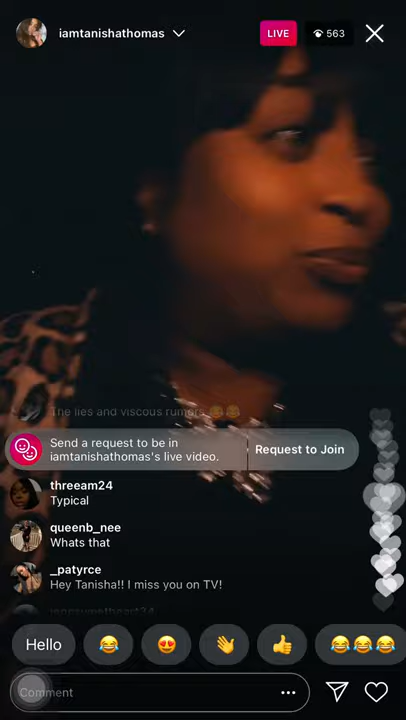 iamtanishathomas
LIVE
563
The lies and viscous rumors 😂😂
Send a request to be in
iamtanishathomas's live video.
Request to Join
threeam24
Typical
queenb_nee
Whats that
_patyrce
Hey Tanisha!! I miss you on TV!
Hello
Comment